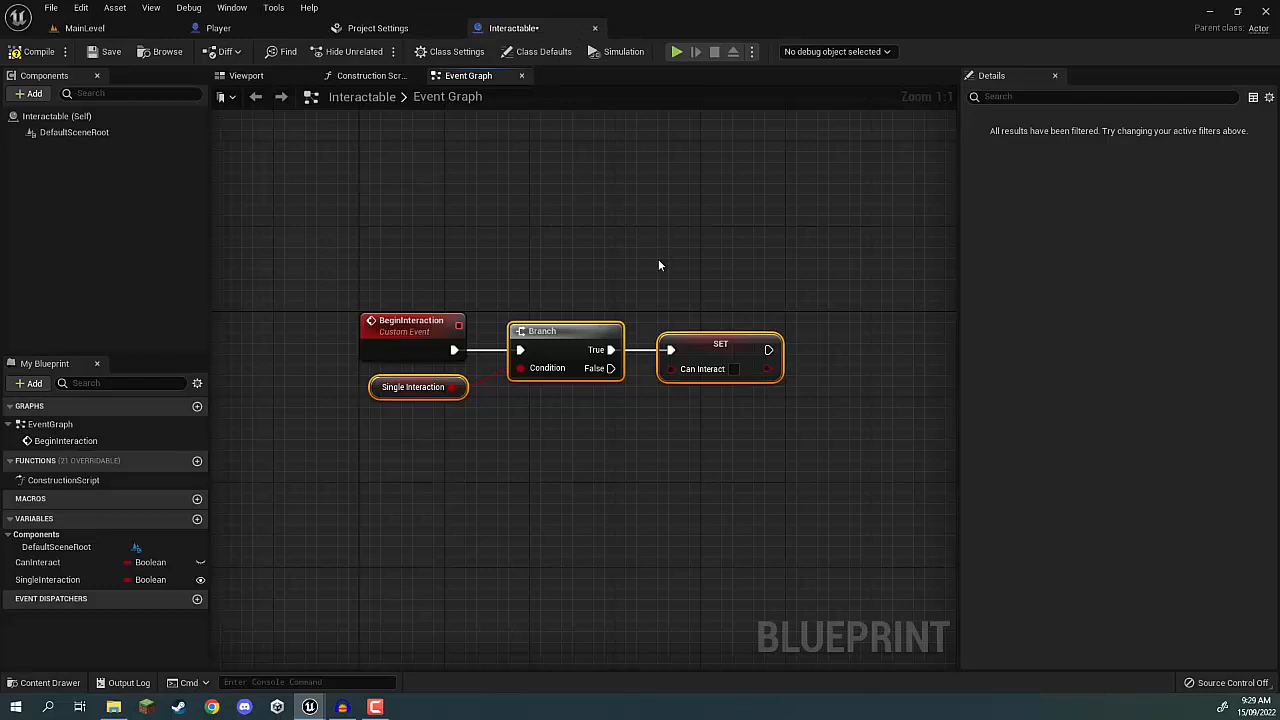 File Edit Asset View Debug Window Tools Help
MainLevel Player Project Settings Interactable• Parent class: Actor
Compile Save Browse Diff Find Hide Unrelated Class Settings Class Defaults Simulation No debug object selected
Components Viewport Construction Scr... Event Graph Details
Add Search Interactable > Event Graph Zoom 1:1 Search
Interactable (Self)
DefaultSceneRoot
All results have been filtered. Try changing your active filters above.
BeginInteraction
Custom Event
Branch
True
Condition False
SET
Can Interact
Single Interaction
My Blueprint
Add Search
GRAPHS
EventGraph
BeginInteraction
FUNCTIONS (21 OVERRIDABLE)
ConstructionScript
MACROS
VARIABLES
Components
DefaultSceneRoot
CanInteract Boolean
SingleInteraction Boolean
EVENT DISPATCHERS
BLUEPRINT
Content Drawer Output Log Cmd Enter Console Command Source Control Off
9:29 AM
15/09/2022